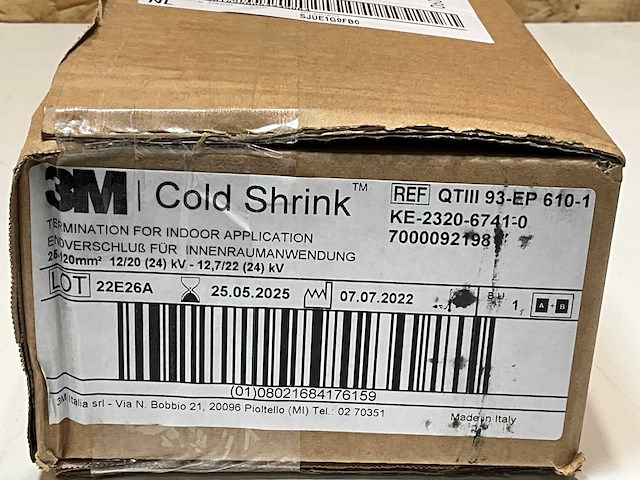 SJUE1G9FB0
3M | Cold Shrink™
TERMINATION FOR INDOOR APPLICATION
ENDVERSCHLUß FÜR INNENRAUMANWENDUNG
25-120mm² 12/20 (24) kV - 12,7/22 (24) kV
REF QTIII 93-EP 610-1
KE-2320-6741-0
7000092198
LOT 22E26A 25.05.2025 07.07.2022 1 A+B
(01)08021684176159
3M Italia srl - Via N. Bobbio 21, 20096 Pioltello (MI) Tel.: 02 70351
Made in Italy